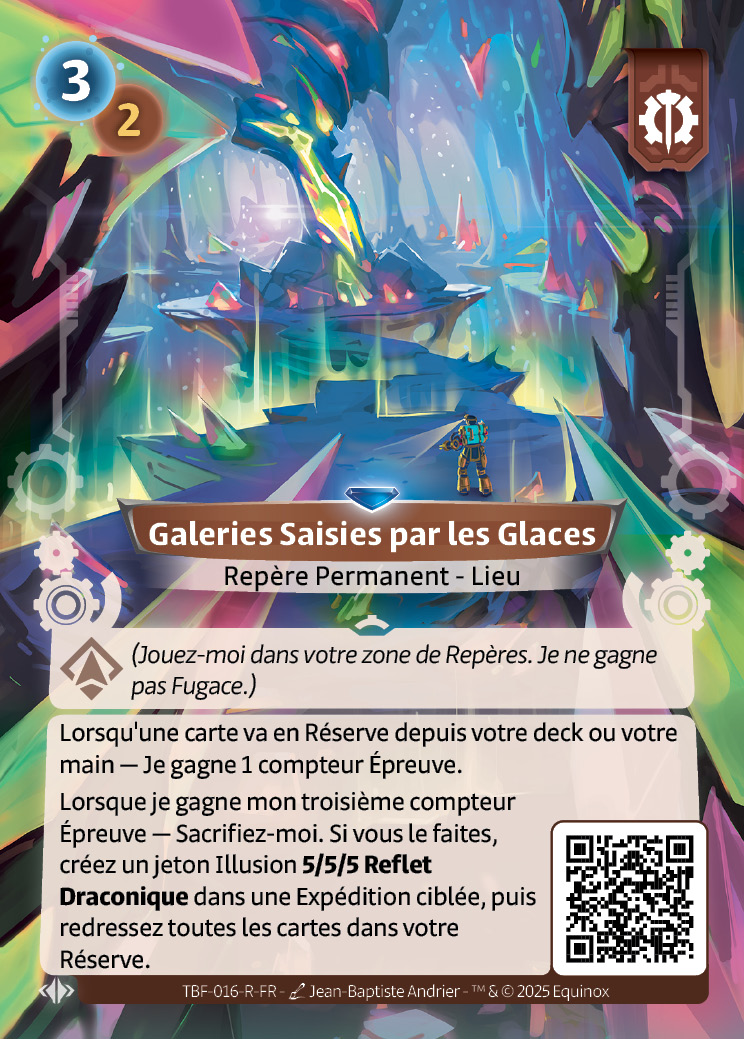 3
2
Galeries Saisies par les Glaces
Repère Permanent - Lieu
(Jouez-moi dans votre zone de Repères. Je ne gagne
pas Fugace.)
Lorsqu'une carte va en Réserve depuis votre deck ou votre
main — Je gagne 1 compteur Épreuve.
Lorsque je gagne mon troisième compteur
Épreuve — Sacrifiez-moi. Si vous le faites,
créez un jeton Illusion 5/5/5 Reflet
Draconique dans une Expédition ciblée, puis
redressez toutes les cartes dans votre
Réserve.
TBF-016-R-FR - Jean-Baptiste Andrier - ™ & © 2025 Equinox